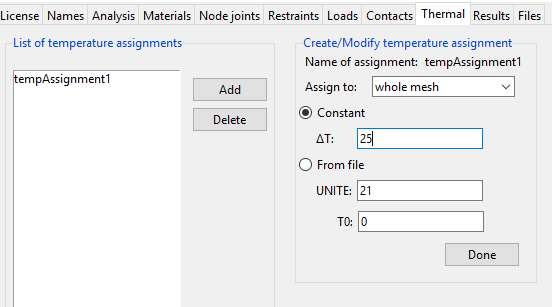 License Names Analysis Materials Node joints Restraints Loads Contacts Thermal Results Files
List of temperature assignments
tempAssignment1
Add
Delete
Create/Modify temperature assignment
Name of assignment: tempAssignment1
Assign to: whole mesh
Constant
ΔT: 25
From file
UNITE: 21
T0: 0
Done